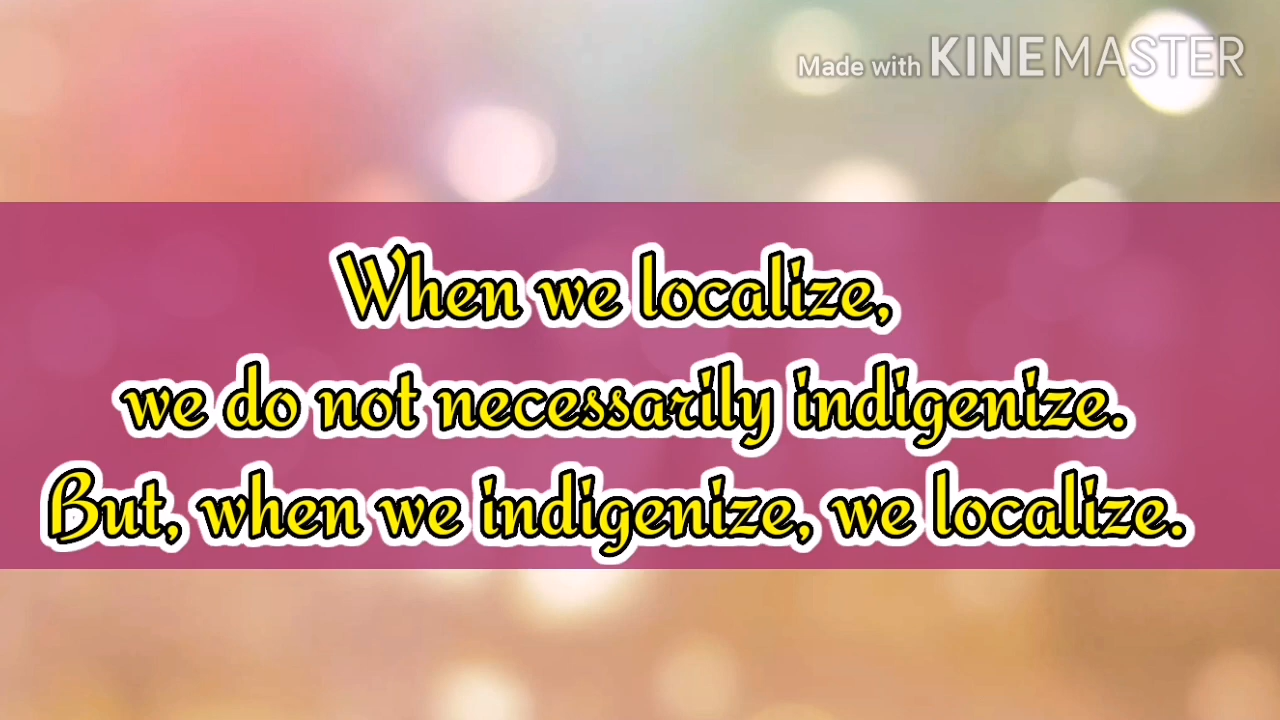 Made with KINEMASTER
When we localize,
we do not necessarily indigenize.
But, when we indigenize, we localize.